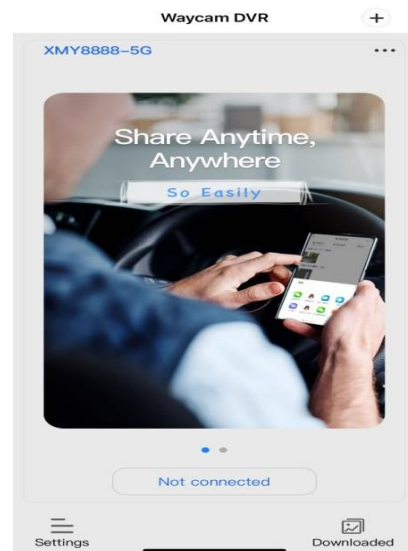 Waycam DVR
XMY8888-5G
Share Anytime,
Anywhere
So Easily
Not connected
Settings
Downloaded